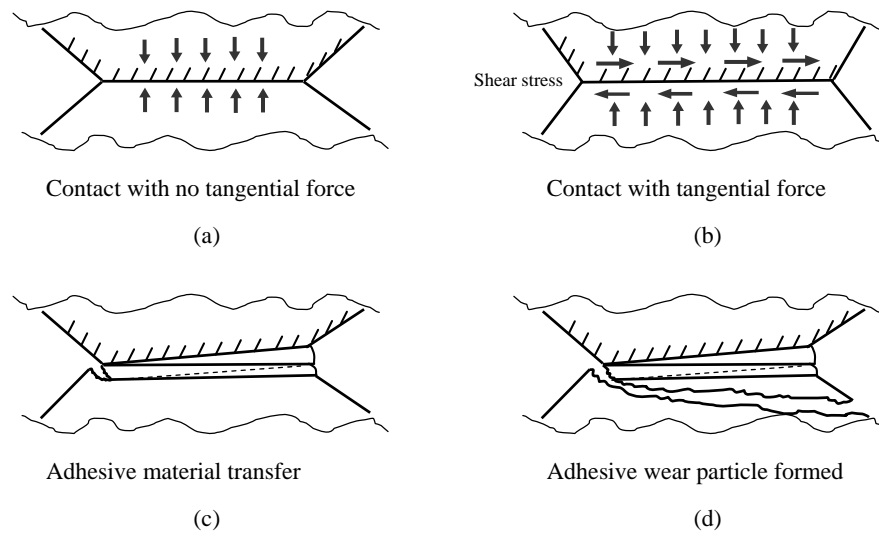 Shear stress
Contact with no tangential force
Contact with tangential force
(a)
(b)
Adhesive material transfer
Adhesive wear particle formed
(c)
(d)